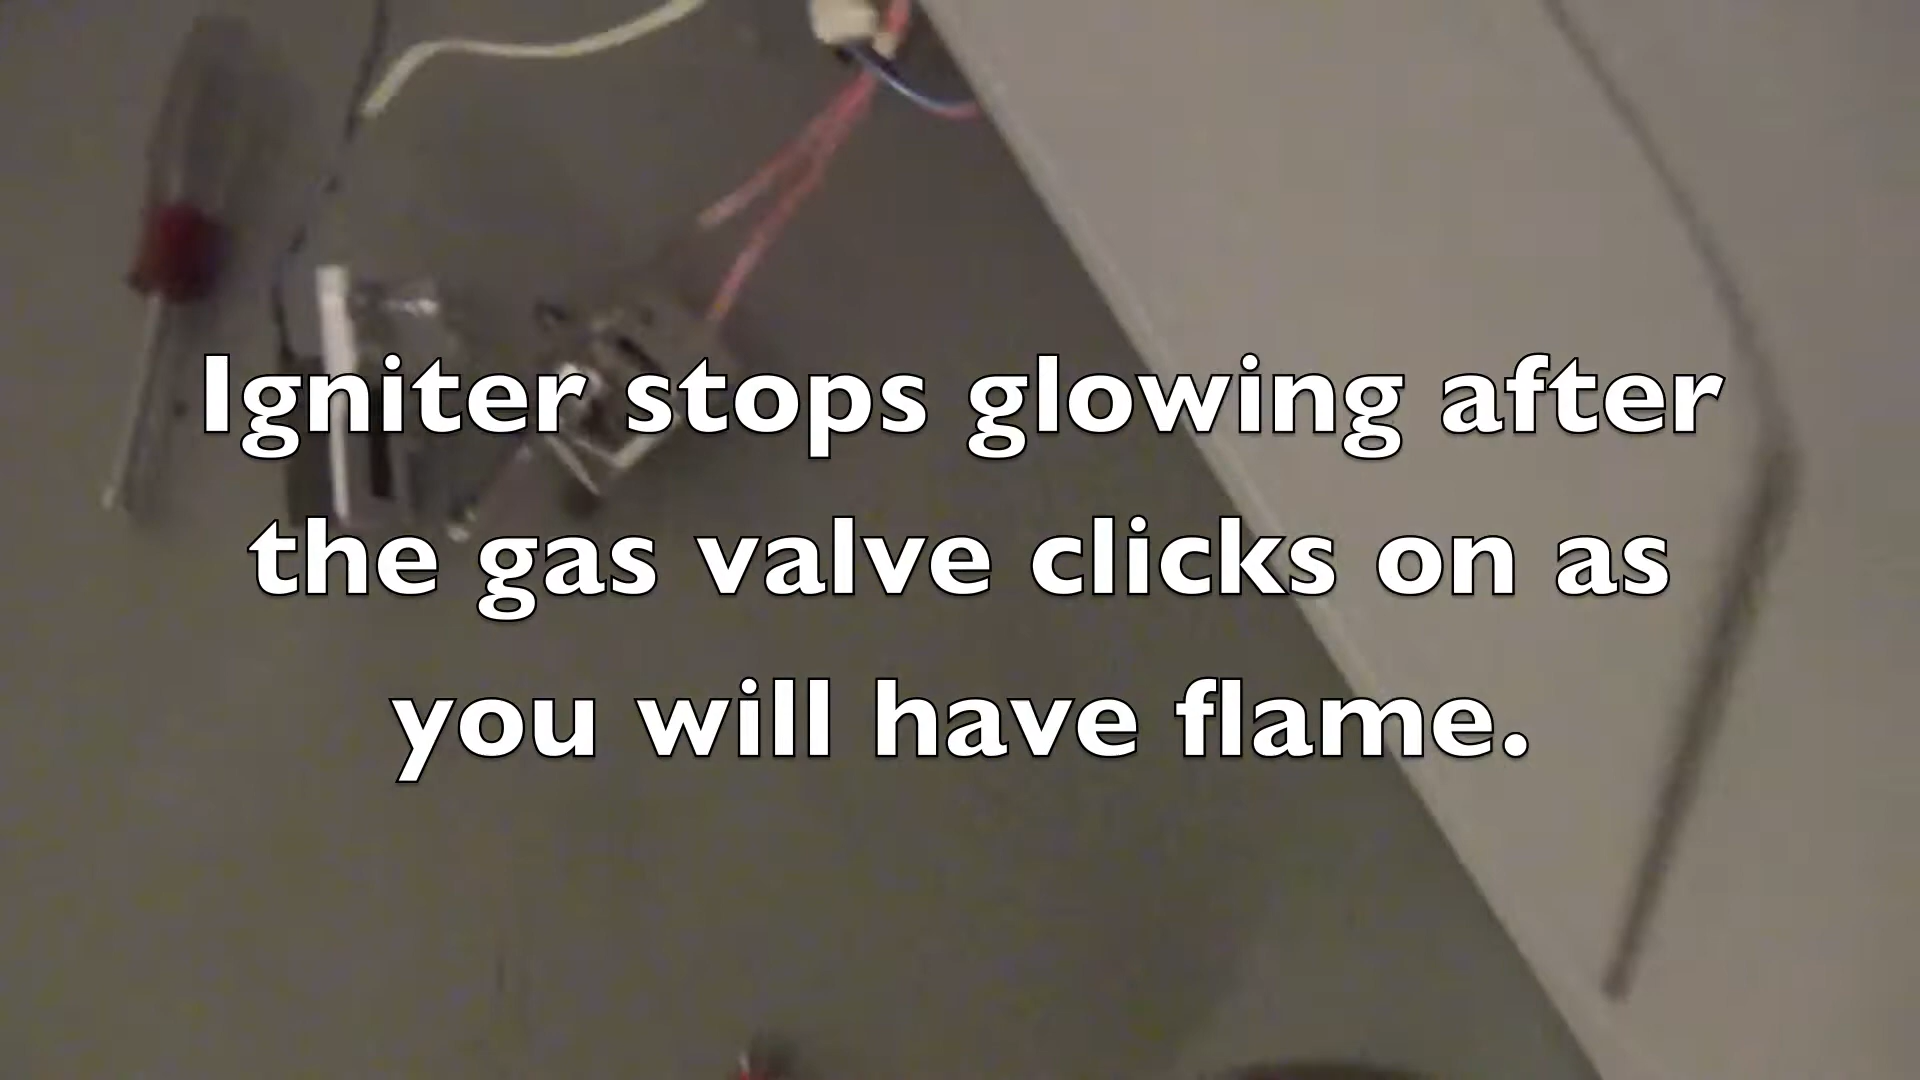 Igniter stops glowing after
the gas valve clicks on as
you will have flame.